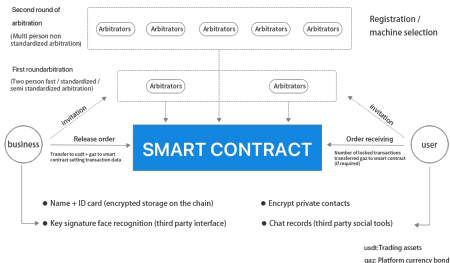 Second round of
arbitration
(Multi person non
standardized arbitration)
Arbitrators
Arbitrators
Arbitrators
Arbitrators
Arbitrators
Registration /
machine selection
First roundarbitration
(Two person fast / standardized /
semi standardized arbitration)
Arbitrators
Arbitrators
invitation
invitation
business
Release order
Transfer to usdt + gaz to smart
contract setting transaction data
SMART CONTRACT
Order receiving
Number of locked transactions
transferred gaz to smart contract
(if required)
user
Name + ID card (encrypted storage on the chain)
Encrypt private contacts
Key signature face recognition (third party interface)
Chat records (third party social tools)
usdt: Trading assets
gaz: Platform currency bond